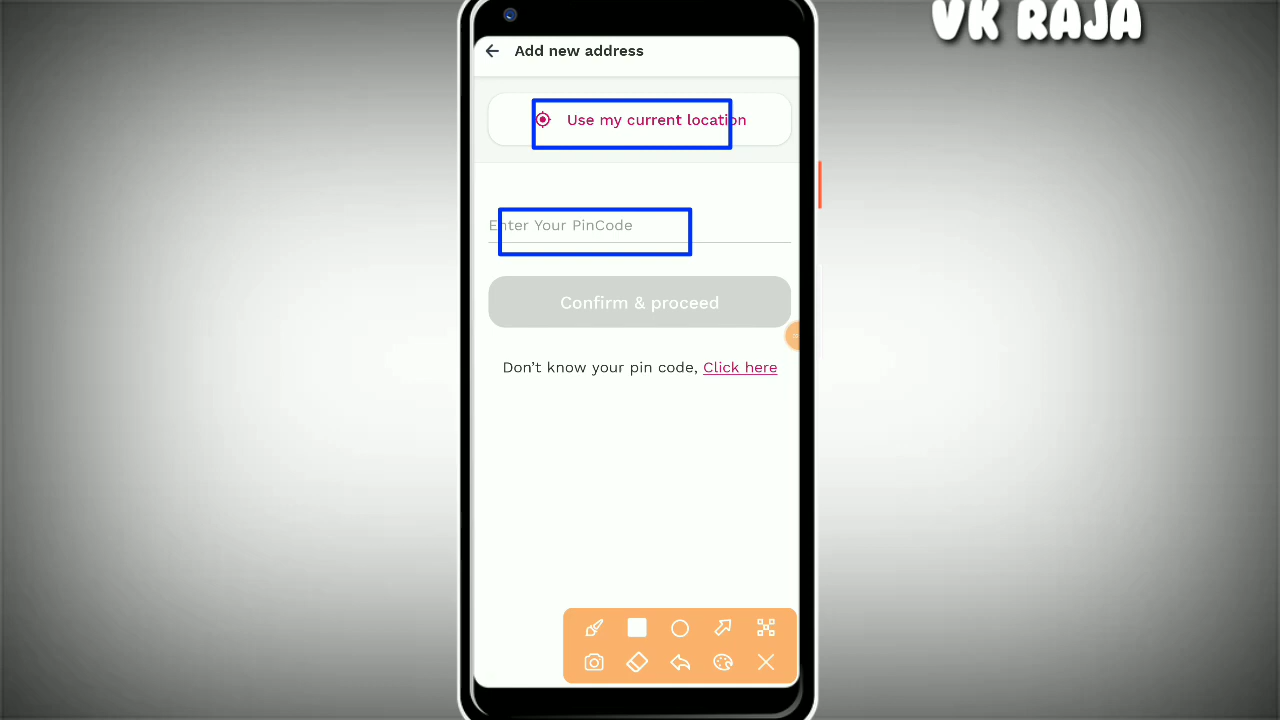 VK RAJA
Add new address
Use my current location
Enter Your PinCode
Confirm & proceed
Don’t know your pin code, Click here